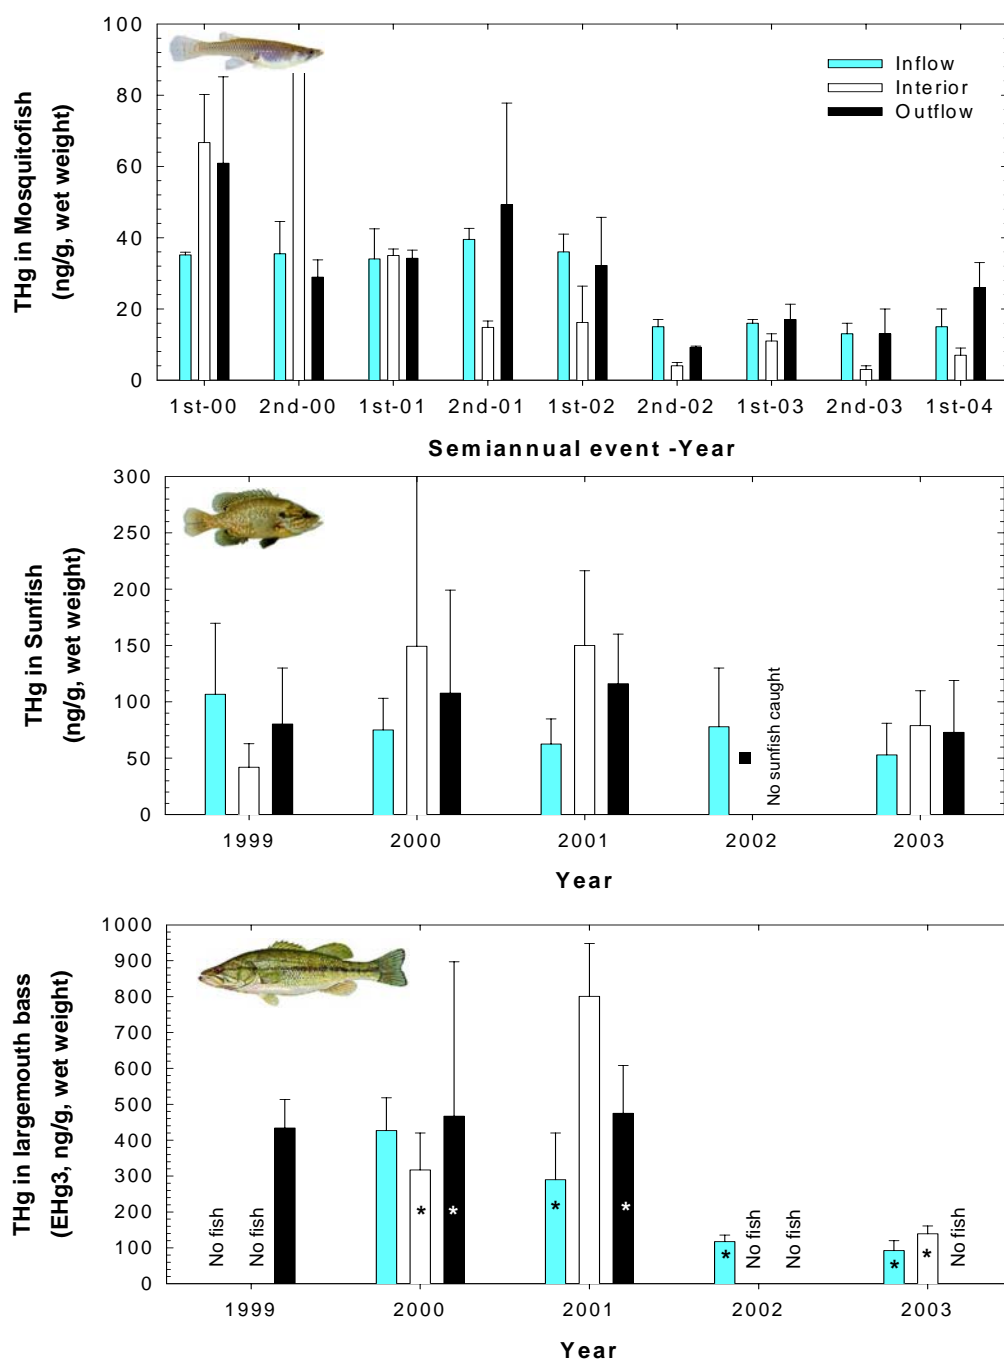 100
80
60
40
20
0
THg in Mosquitofish
(ng/g, wet weight)
Inflow
Interior
Outflow
1st-00 2nd-00 1st-01 2nd-01 1st-02 2nd-02 1st-03 2nd-03 1st-04
Semiannual event -Year
300
250
200
150
100
50
0
THg in Sunfish
(ng/g, wet weight)
No sunfish caught
1999 2000 2001 2002 2003
Year
1000
900
800
700
600
500
400
300
200
100
0
THg in largemouth bass
(EHg3, ng/g, wet weight)
No fish
No fish
*
*
*
*
*
No fish
No fish
*
*
No fish
1999 2000 2001 2002 2003
Year